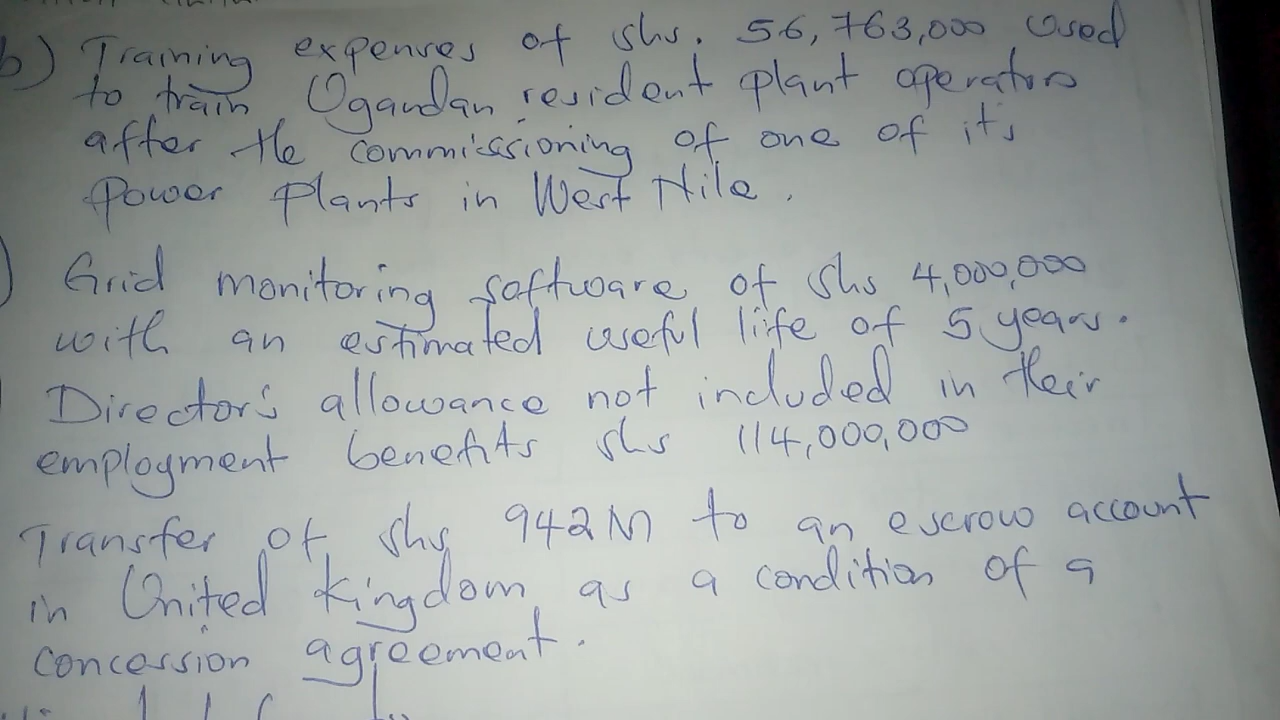 b) Training expenses of shs. 56,763,000 used
to train Ugandan resident plant operators
after the commissioning of one of it's
power plants in West Nile.
) Grid monitoring software of shs 4,000,000
with an estimated useful life of 5 years.
Director's allowance not included in their
employment benefits shs 114,000,000
Transfer of shs 942M to an escrow account
in United Kingdom as a condition of a
concession agreement.